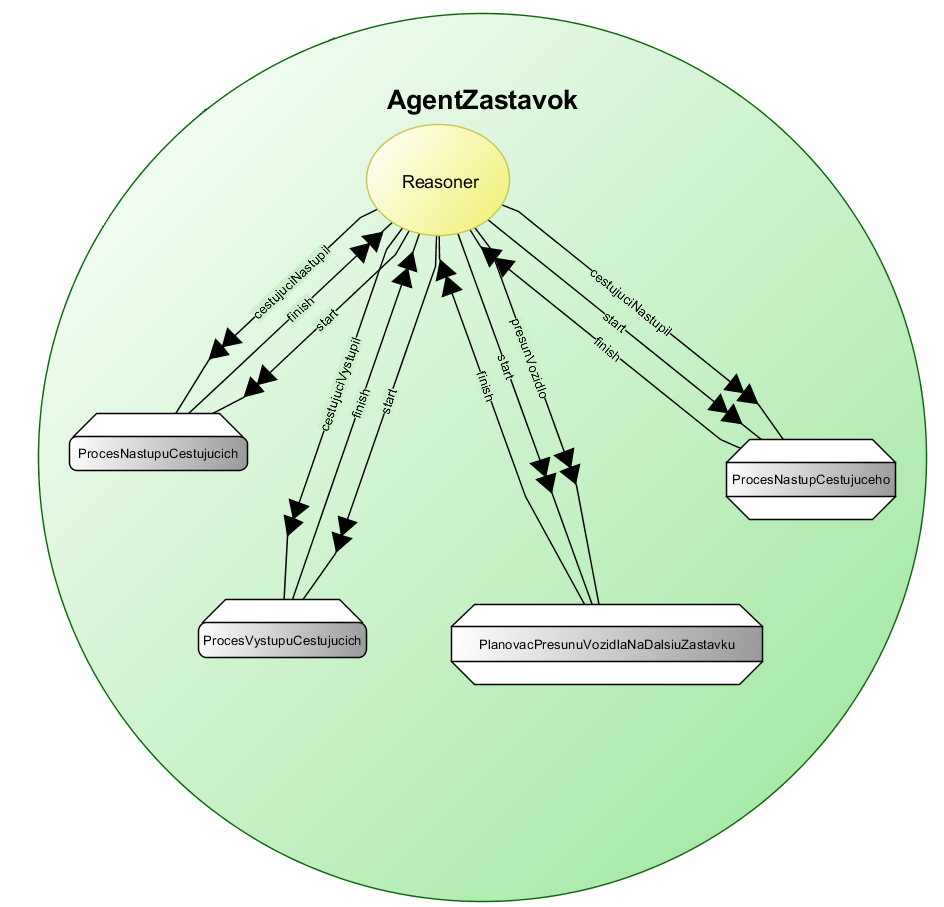 AgentZastavok
Reasoner
cestujuciNastupil
finish
start
cestujuciVystupil
finish
start
finish
start
presunVozidlo
cestujuciNastupil
start
finish
ProcesNastupuCestujucich
ProcesNastupCestujuceho
ProcesVystupuCestujucich
PlanovacPresunuVozidlaNaDalsiuZastavku